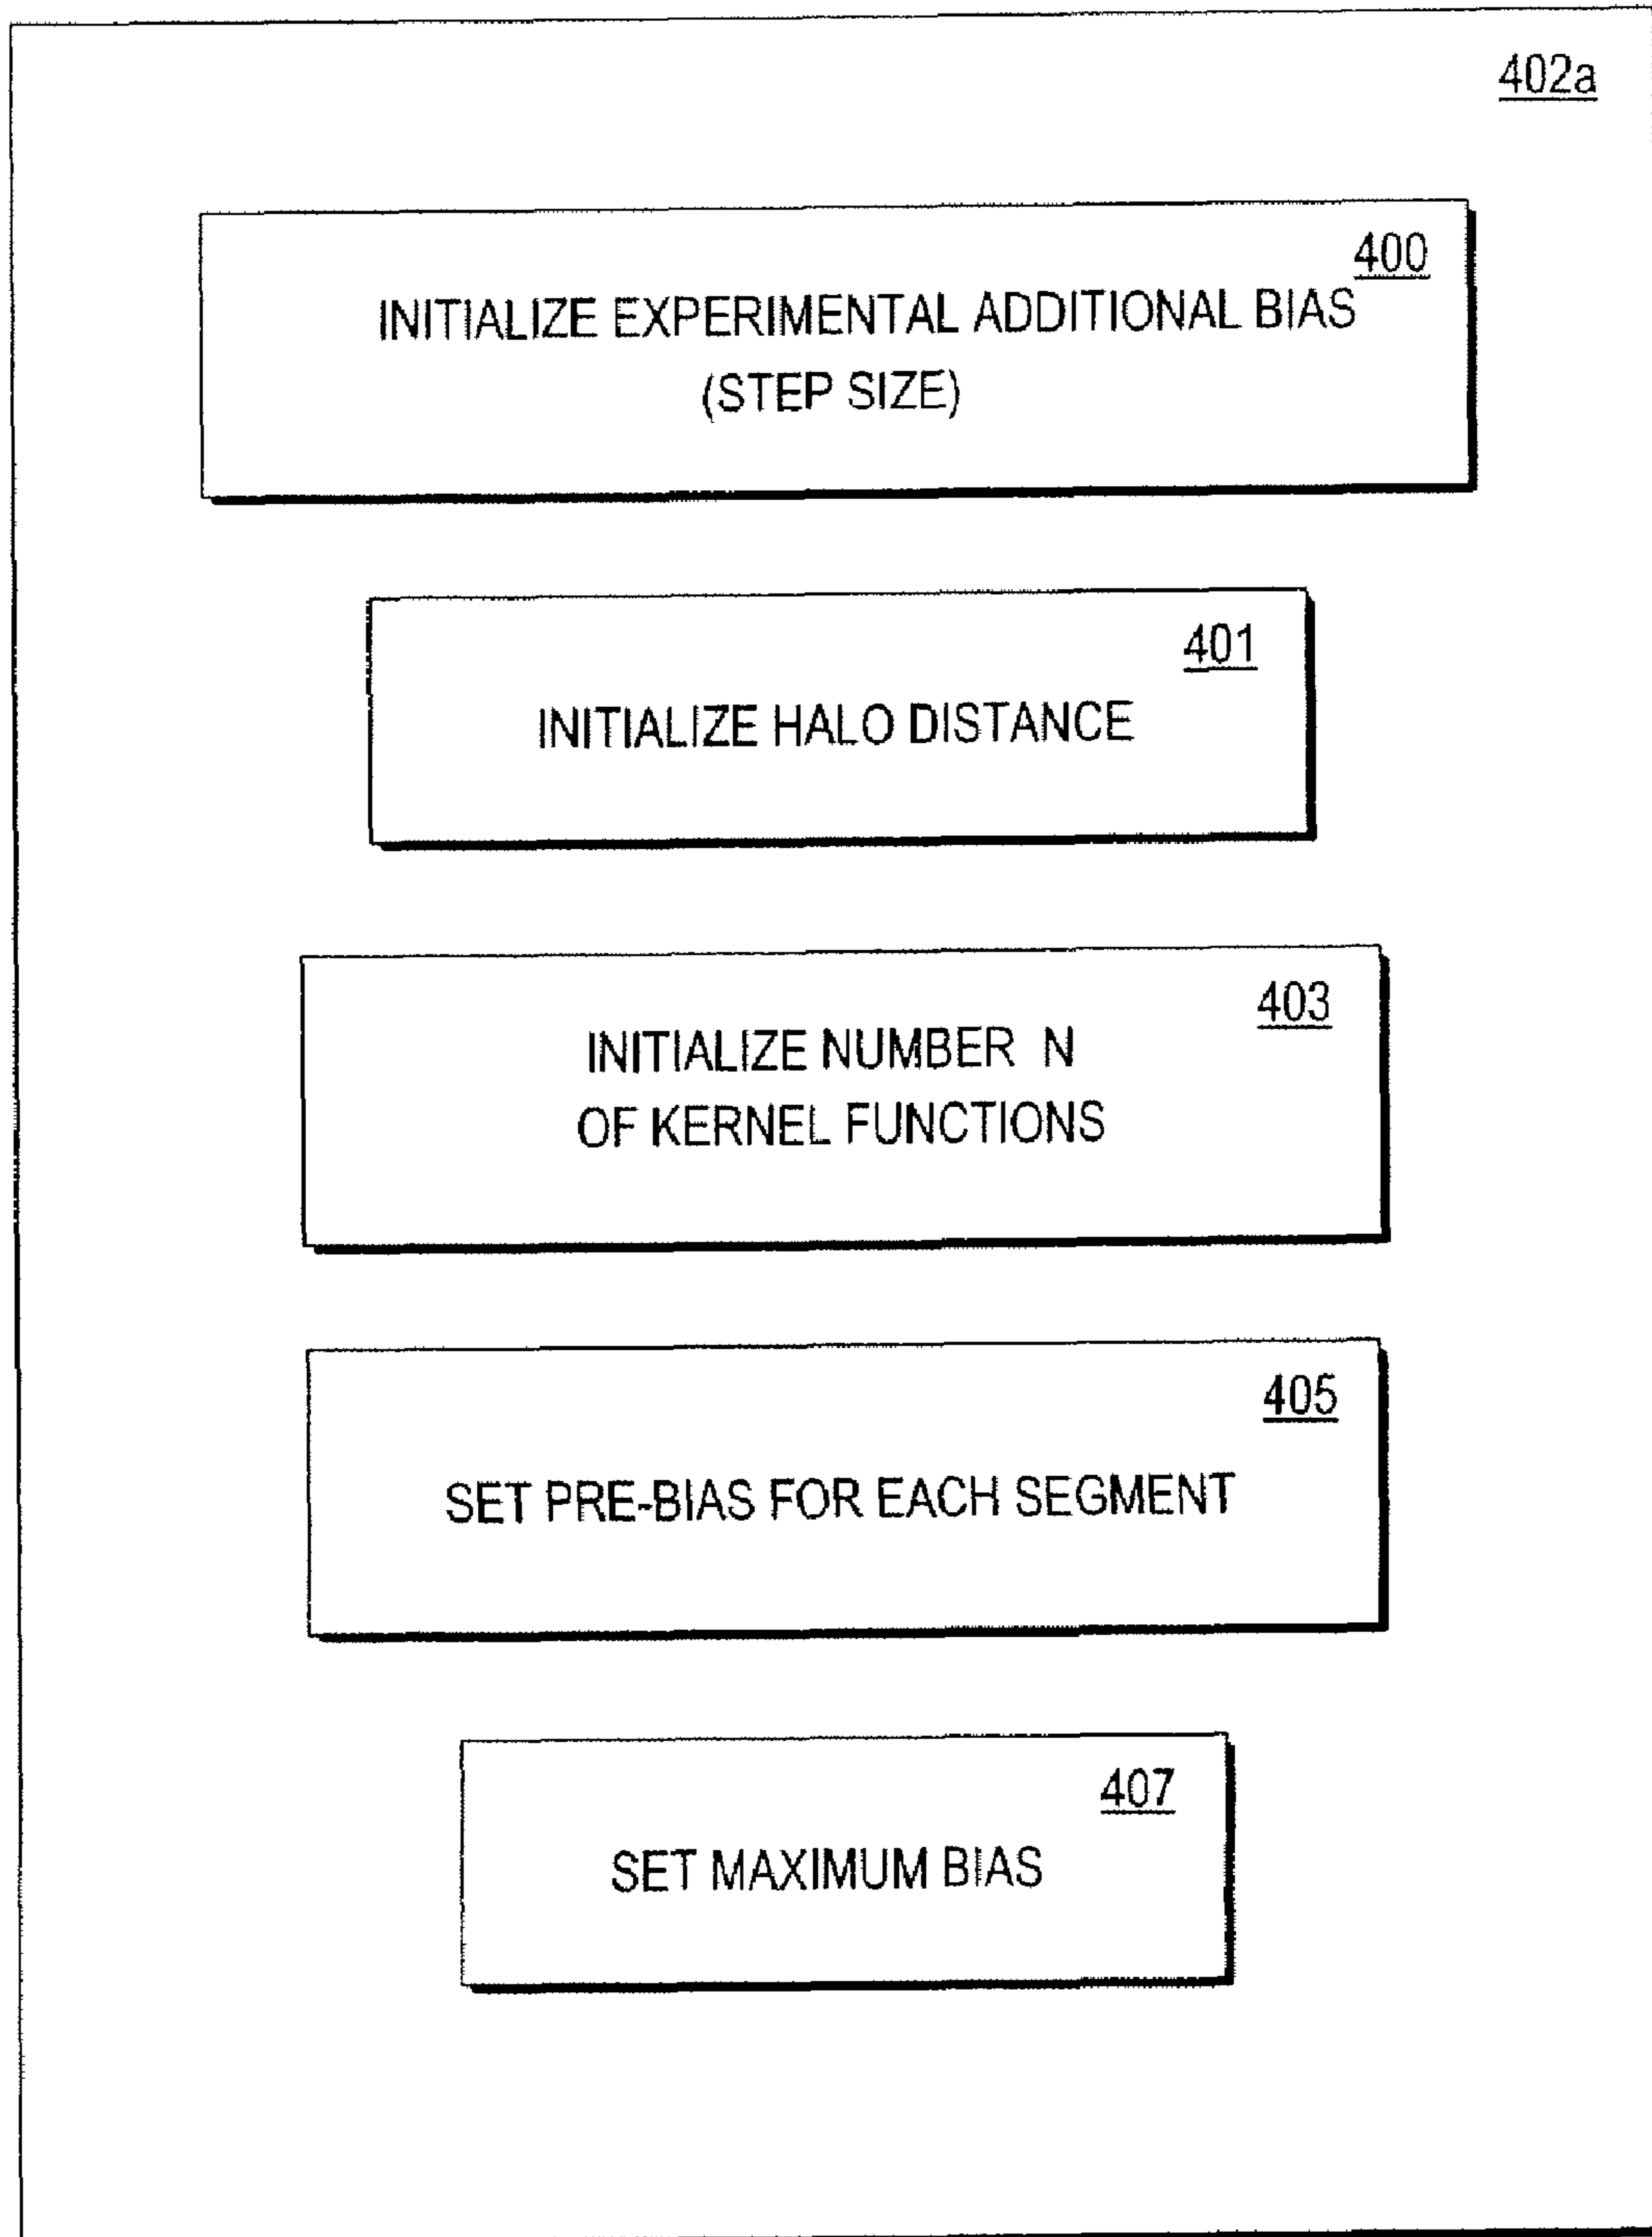 402a
400
INITIALIZE EXPERIMENTAL ADDITIONAL BIAS
(STEP SIZE)
401
INITIALIZE HALO DISTANCE
403
INITIALIZE NUMBER N
OF KERNEL FUNCTIONS
405
SET PRE-BIAS FOR EACH SEGMENT
407
SET MAXIMUM BIAS